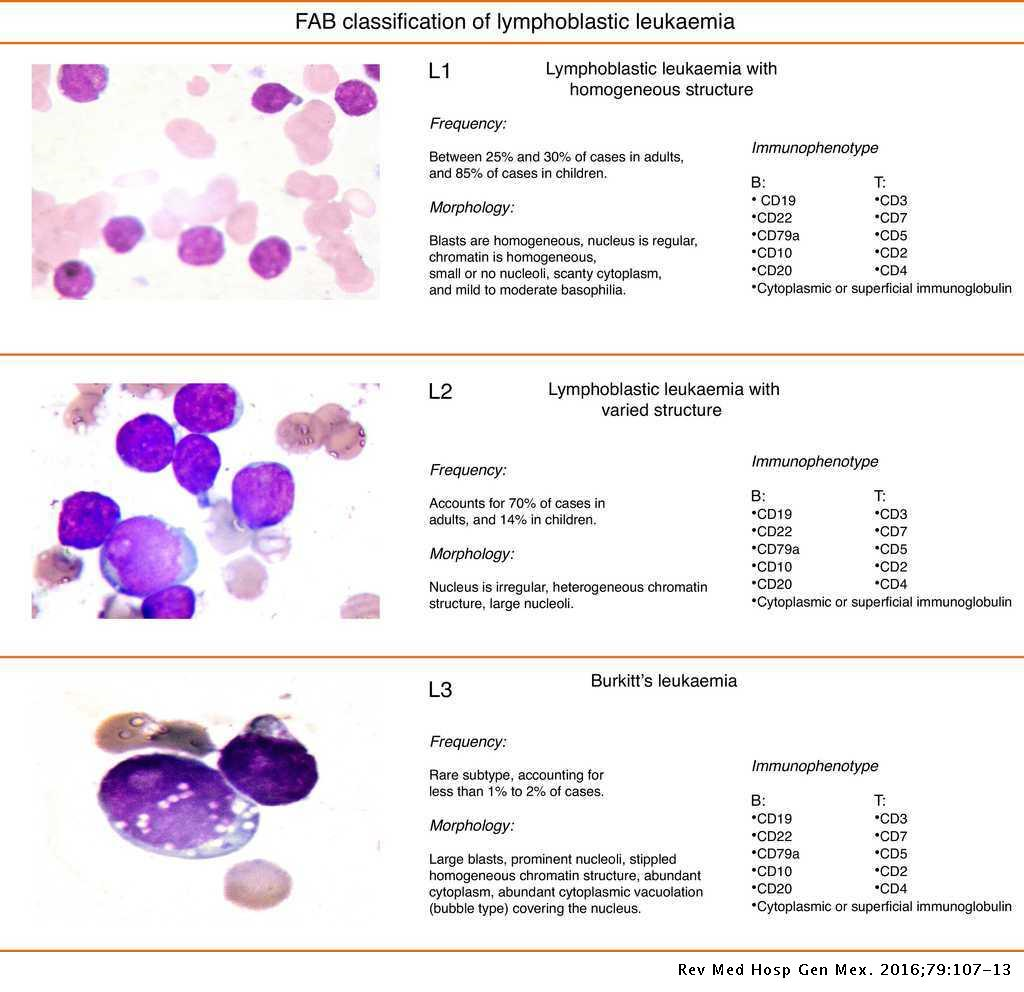 FAB classification of lymphoblastic leukaemia
L1
Lymphoblastic leukaemia with
homogeneous structure
Frequency:
Between 25% and 30% of cases in adults,
and 85% of cases in children.
Morphology:
Blasts are homogeneous, nucleus is regular,
chromatin is homogeneous,
small or no nucleoli, scanty cytoplasm,
and mild to moderate basophilia.
Immunophenotype
B: T:
• CD19 •CD3
•CD22 •CD7
•CD79a •CD5
•CD10 •CD2
•CD20 •CD4
•Cytoplasmic or superficial immunoglobulin
L2
Lymphoblastic leukaemia with
varied structure
Frequency:
Accounts for 70% of cases in
adults, and 14% in children.
Morphology:
Nucleus is irregular, heterogeneous chromatin
structure, large nucleoli.
Immunophenotype
B: T:
•CD19 •CD3
•CD22 •CD7
•CD79a •CD5
•CD10 •CD2
•CD20 •CD4
•Cytoplasmic or superficial immunoglobulin
L3
Burkitt's leukaemia
Frequency:
Rare subtype, accounting for
less than 1% to 2% of cases.
Morphology:
Large blasts, prominent nucleoli, stippled
homogeneous chromatin structure, abundant
cytoplasm, abundant cytoplasmic vacuolation
(bubble type) covering the nucleus.
Immunophenotype
B: T:
•CD19 •CD3
•CD22 •CD7
•CD79a •CD5
•CD10 •CD2
•CD20 •CD4
•Cytoplasmic or superficial immunoglobulin
Rev Med Hosp Gen Mex. 2016;79:107–13